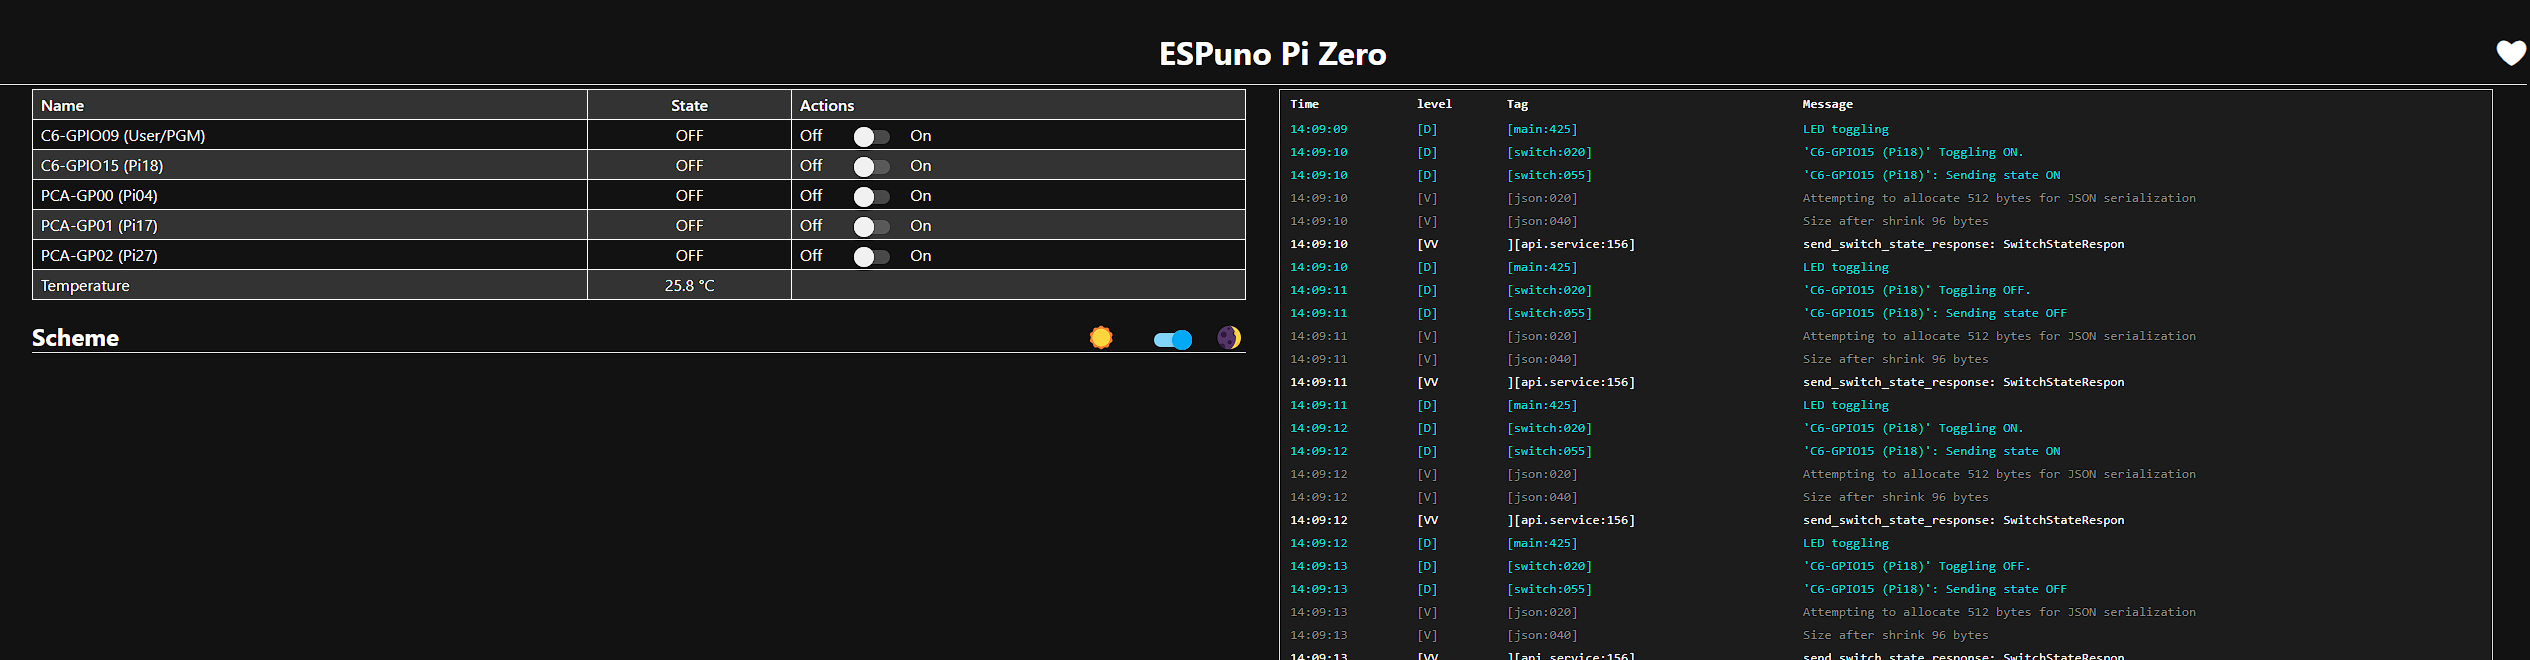 ESPuno Pi Zero
Name State Actions
C6-GPIO09 (User/PGM) OFF Off On
C6-GPIO15 (Pi18) OFF Off On
PCA-GP00 (Pi04) OFF Off On
PCA-GP01 (Pi17) OFF Off On
PCA-GP02 (Pi27) OFF Off On
Temperature 25.8 °C
Scheme
Time level Tag Message
14:09:09 [D] [main:425] LED toggling
14:09:10 [D] [switch:020] 'C6-GPIO15 (Pi18)' Toggling ON.
14:09:10 [D] [switch:055] 'C6-GPIO15 (Pi18)': Sending state ON
14:09:10 [V] [json:020] Attempting to allocate 512 bytes for JSON serialization
14:09:10 [V] [json:040] Size after shrink 96 bytes
14:09:10 [VV ][api.service:156] send_switch_state_response: SwitchStateRespon
14:09:10 [D] [main:425] LED toggling
14:09:11 [D] [switch:020] 'C6-GPIO15 (Pi18)' Toggling OFF.
14:09:11 [D] [switch:055] 'C6-GPIO15 (Pi18)': Sending state OFF
14:09:11 [V] [json:020] Attempting to allocate 512 bytes for JSON serialization
14:09:11 [V] [json:040] Size after shrink 96 bytes
14:09:11 [VV ][api.service:156] send_switch_state_response: SwitchStateRespon
14:09:11 [D] [main:425] LED toggling
14:09:12 [D] [switch:020] 'C6-GPIO15 (Pi18)' Toggling ON.
14:09:12 [D] [switch:055] 'C6-GPIO15 (Pi18)': Sending state ON
14:09:12 [V] [json:020] Attempting to allocate 512 bytes for JSON serialization
14:09:12 [V] [json:040] Size after shrink 96 bytes
14:09:12 [VV ][api.service:156] send_switch_state_response: SwitchStateRespon
14:09:12 [D] [main:425] LED toggling
14:09:13 [D] [switch:020] 'C6-GPIO15 (Pi18)' Toggling OFF.
14:09:13 [D] [switch:055] 'C6-GPIO15 (Pi18)': Sending state OFF
14:09:13 [V] [json:020] Attempting to allocate 512 bytes for JSON serialization
14:09:13 [V] [json:040] Size after shrink 96 bytes
14:09:13 [VV ][api.service:156] send_switch_state_response: SwitchStateRespon